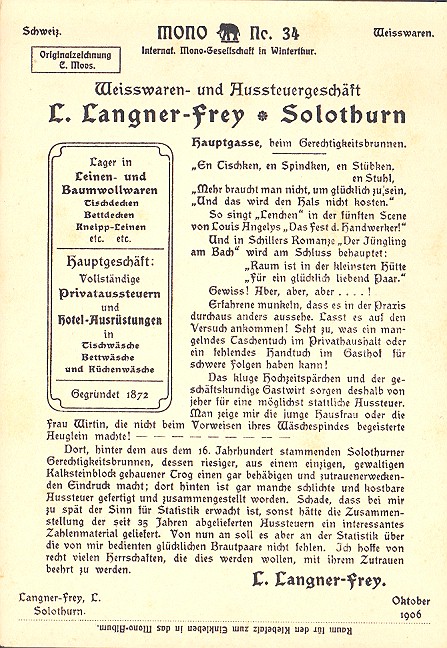 Schweiz.
MONO No. 34
Weisswaren.
Originalzeichnung
C. Moos.
Internat. Mono-Gesellschaft in Winterthur.
Weisswaren- und Aussteuergeschäft
L. Langner-Frey * Solothurn
Hauptgasse, beim Gerechtigkeitsbrunnen.
Lager in
Leinen- und
Baumwollwaren
Tischdecken
Bettdecken
Kneipp-Leinen
etc. etc.
Hauptgeschäft:
Vollständige
Privataussteuern
und
Hotel-Ausrüstungen
in
Tischwäsche
Bettwäsche
und Küchenwäsche
Gegründet 1872
„En Tischken, en Spindken, en Stübken,
en Stuhl,
„Mehr braucht man nicht, um glücklich zu sein,
„Und das wird den Hals nicht kosten."
So singt „Lenchen" in der fünften Scene
von Louis Angelys „Das Fest d. Handwerker!"
Und in Schillers Romanze „Der Jüngling
am Bach" wird am Schluss behauptet:
„Raum ist in der kleinsten Hütte
„Für ein glücklich liebend Paar."
Gewiss! Aber, aber, aber . . . . !
Erfahrene munkeln, dass es in der Praxis
durchaus anders aussehe. Lasst es auf den
Versuch ankommen! Seht zu, was ein man-
gelndes Taschentuch im Privathaushalt oder
ein fehlendes Handtuch im Gasthof für
schwere Folgen haben kann!
Das kluge Hochzeitspärchen und der ge-
schäftskundige Gastwirt sorgen deshalb von
jeher für eine möglichst stattliche Aussteuer.
Man zeige mir die junge Hausfrau oder die
Frau Wirtin, die nicht beim Vorweisen ihres Wäschespindes begeisterte
Aeuglein machte! — — — — — — — — — —
Dort, hinter dem aus dem 16. Jahrhundert stammenden Solothurner
Gerechtigkeitsbrunnen, dessen riesiger, aus einem einzigen, gewaltigen
Kalksteinblock gehauener Trog einen gar behäbigen und zutrauenerwecken-
den Eindruck macht; dort hinten ist gar manche schlichte und kostbare
Aussteuer gefertigt und zusammengestellt worden. Schade, dass bei mir
zu spät der Sinn für Statistik erwacht ist, sonst hätte die Zusammen-
stellung der seit 35 Jahren abgelieferten Aussteuern ein interessantes
Zahlenmaterial geliefert. Von nun an soll es aber an der Statistik über
die von mir bedienten glücklichen Brautpaare nicht fehlen. Ich hoffe von
recht vielen Herrschaften, die dies werden wollen, mit ihrem Zutrauen
beehrt zu werden.
L. Langner-Frey.
Langner-Frey, L.
Solothurn.
Oktober
1906
Raum für den Klebefalz zum Einkleben in das Mono-Album.